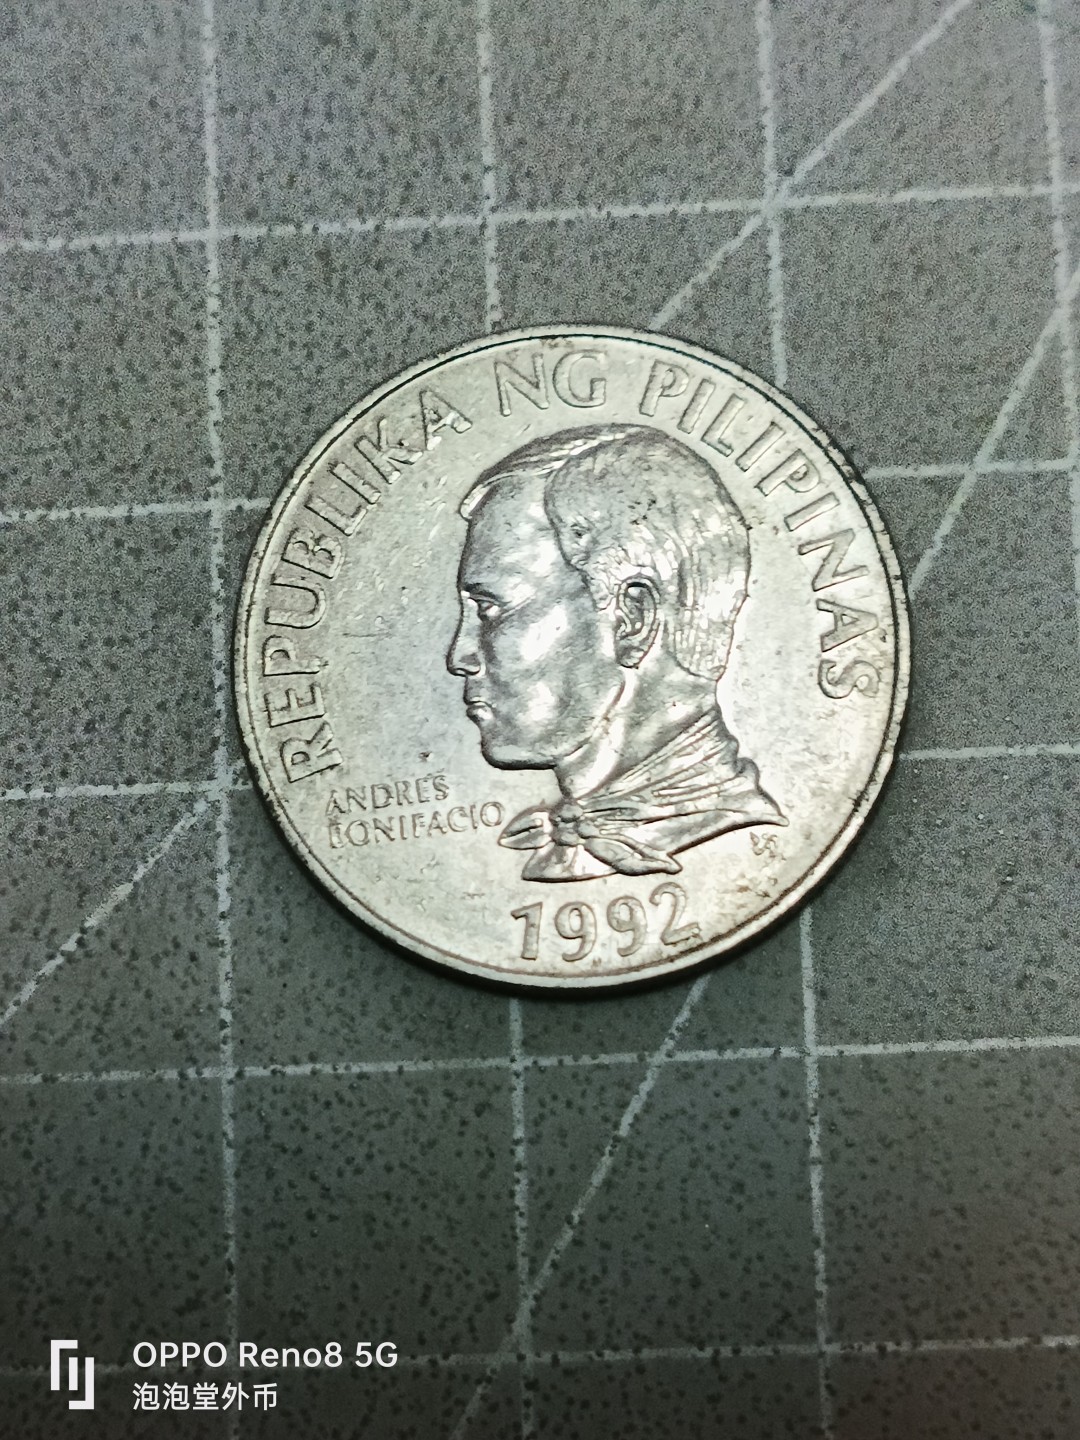 REPUBLIKA NG PILIPINAS
ANDRES
BONIFACIO
1992
OPPO Reno8 5G
泡泡堂外币